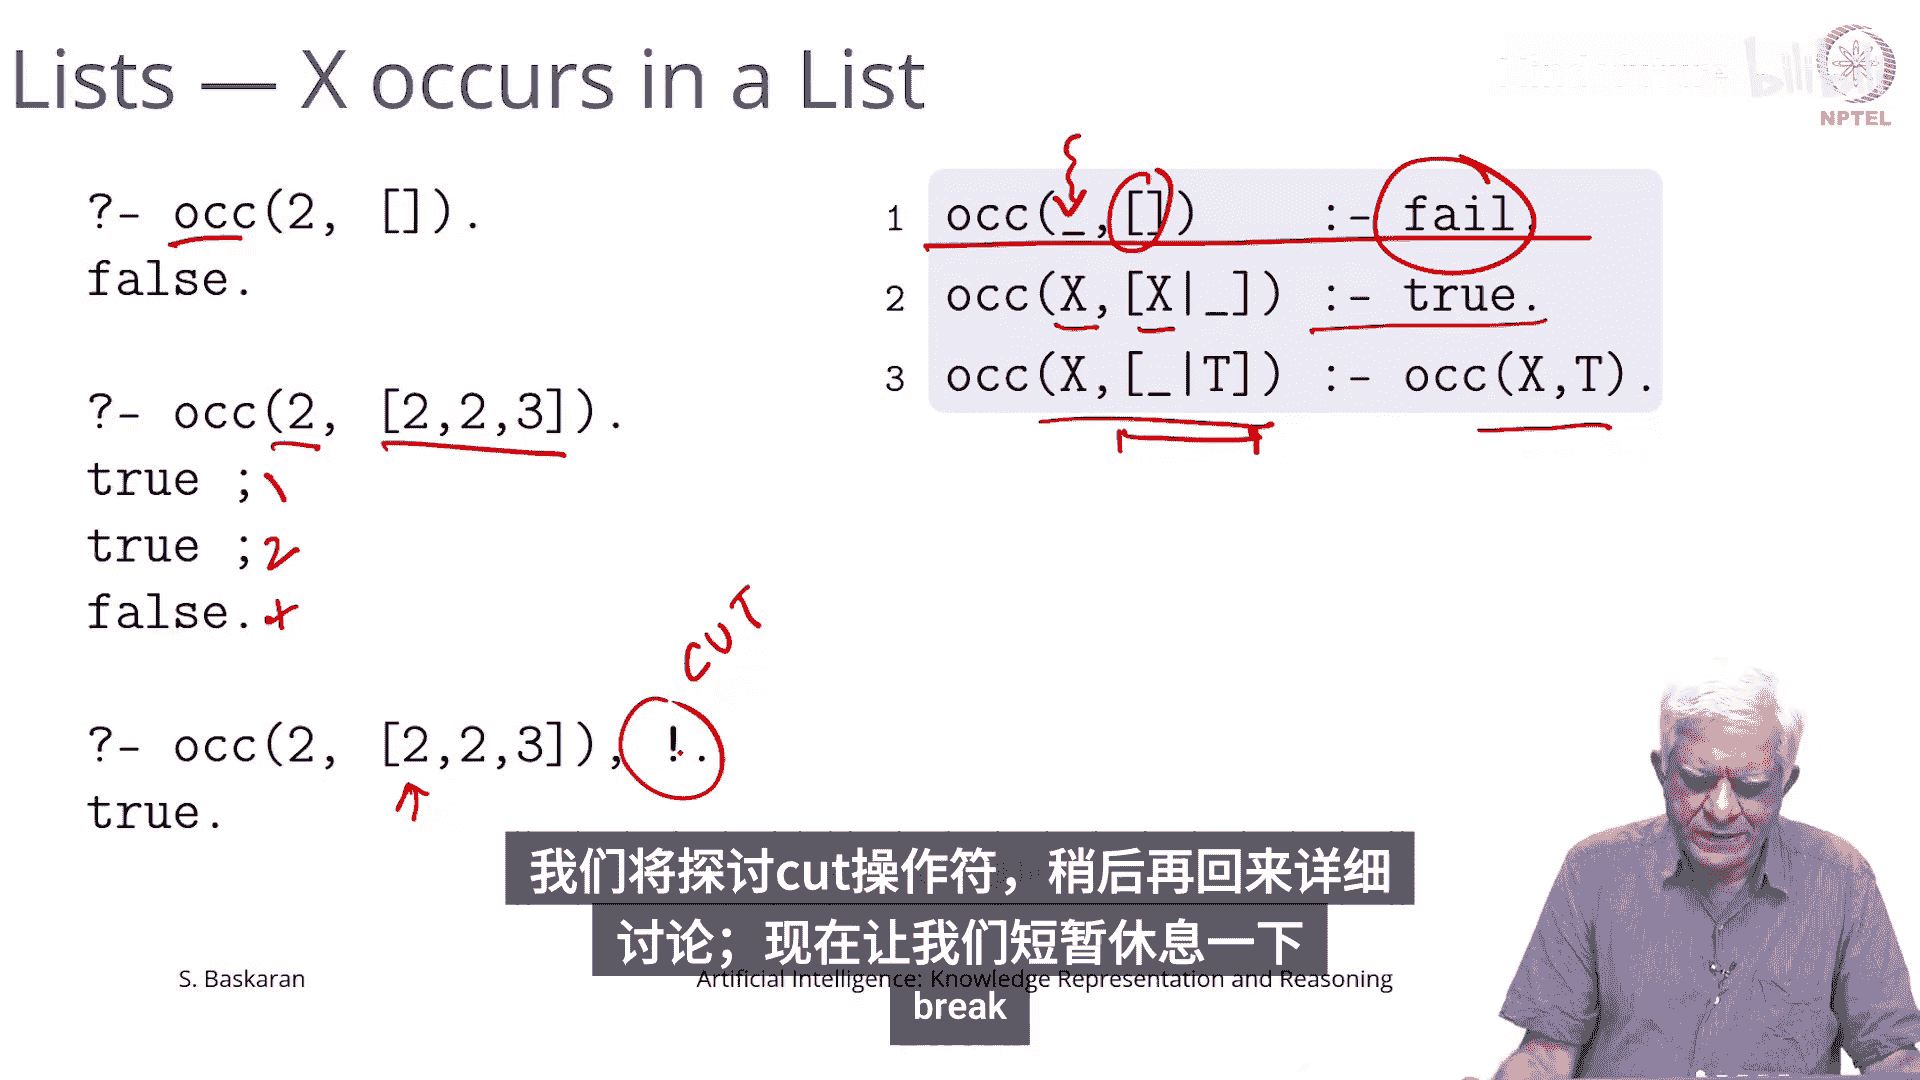 Lists — X occurs in a List
bili
NPTEL
?- occ(2, []).
false.
?- occ(2, [2,2,3]).
true ; 1
true ; 2
false. x
?- occ(2, [2,2,3]), !.
true.
CUT
1 occ(_,[]) :- fail.
2 occ(X,[X|_]) :- true.
3 occ(X,[_|T]) :- occ(X,T).
我们将探讨cut操作符，稍后再回来详细
讨论；现在让我们短暂休息一下
break
S. Baskaran
Artificial Intelligence: Knowledge Representation and Reasoning